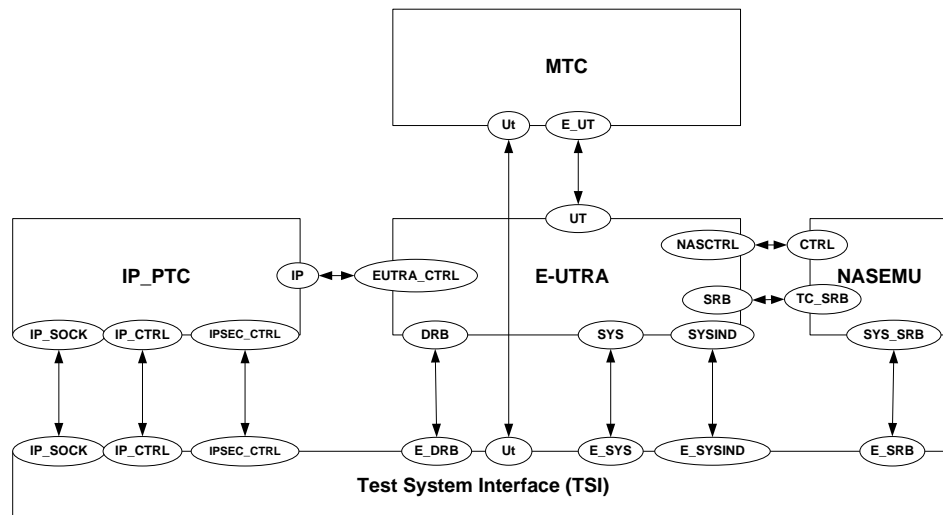 MTC
Ut
E_UT
UT
NASCTRL
CTRL
IP_PTC
IP
EUTRA_CTRL
E-UTRA
NASEMU
SRB
TC_SRB
IP_SOCK
IP_CTRL
IPSEC_CTRL
DRB
SYS
SYSIND
SYS_SRB
IP_SOCK
IP_CTRL
IPSEC_CTRL
E_DRB
Ut
E_SYS
E_SYSIND
E_SRB
Test System Interface (TSI)